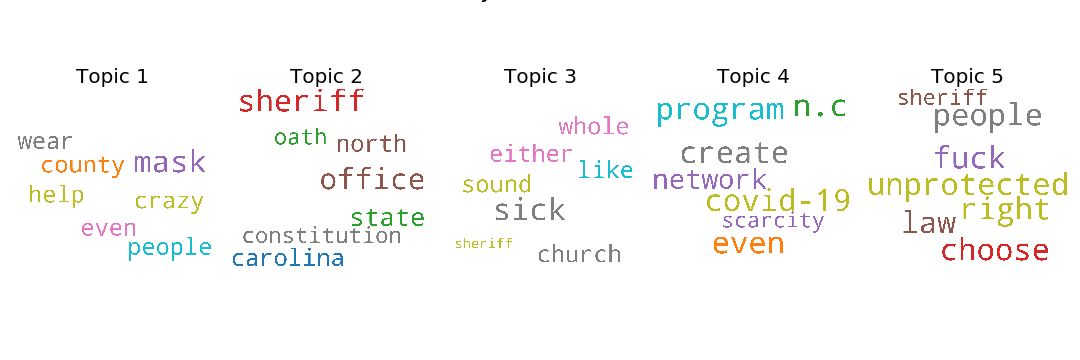 Topic 1
wear
county mask
help
crazy
even
people
Topic 2
sheriff
oath north
office
state
constitution
carolina
Topic 3
whole
either
like
sound
sick
sheriff
church
Topic 4
program n.c
create
network
covid-19
scarcity
even
Topic 5
sheriff
people
fuck
unprotected
right
law
choose